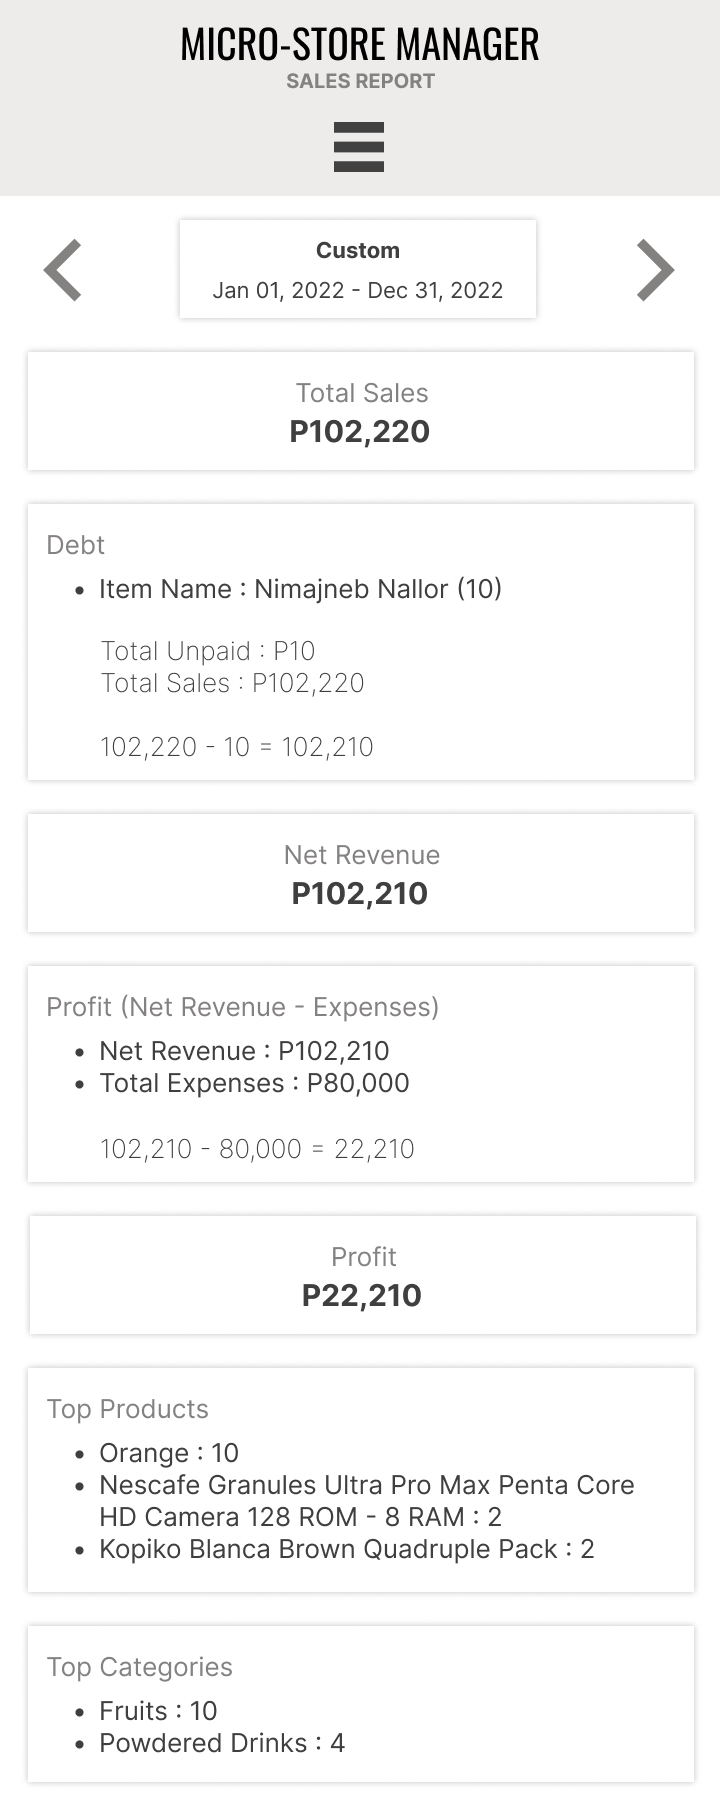 MICRO-STORE MANAGER
SALES REPORT
Custom
Jan 01, 2022 - Dec 31, 2022
Total Sales
P102,220
Debt
• Item Name : Nimajneb Nallor (10)
Total Unpaid : P10
Total Sales : P102,220
102,220 - 10 = 102,210
Net Revenue
P102,210
Profit (Net Revenue - Expenses)
• Net Revenue : P102,210
• Total Expenses : P80,000
102,210 - 80,000 = 22,210
Profit
P22,210
Top Products
• Orange : 10
• Nescafe Granules Ultra Pro Max Penta Core
HD Camera 128 ROM - 8 RAM : 2
• Kopiko Blanca Brown Quadruple Pack : 2
Top Categories
• Fruits : 10
• Powdered Drinks : 4